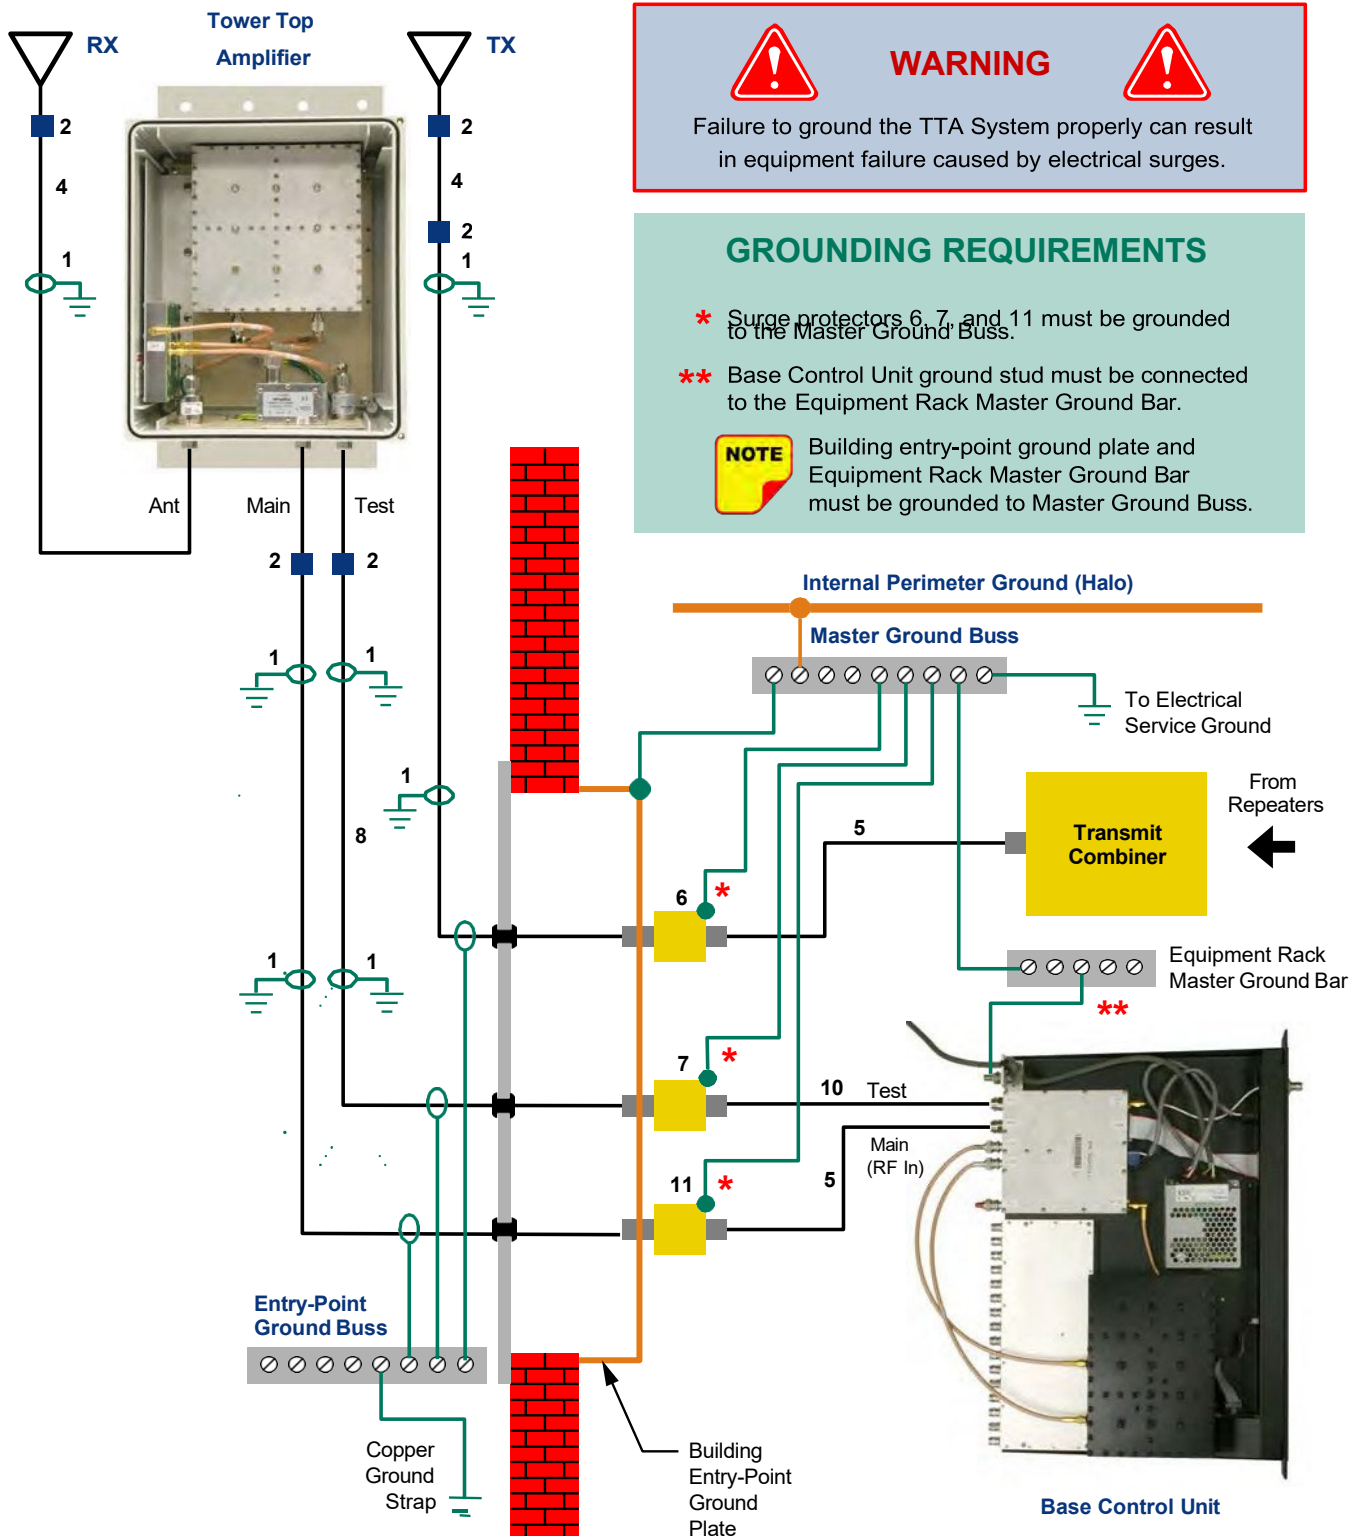 Tower Top
Amplifier
RX
TX
2
2
4
4
2
1
1
WARNING
Failure to ground the TTA System properly can result
in equipment failure caused by electrical surges.
GROUNDING REQUIREMENTS
* Surge protectors 6, 7, and 11 must be grounded
to the Master Ground Buss.
** Base Control Unit ground stud must be connected
to the Equipment Rack Master Ground Bar.
NOTE
Building entry-point ground plate and
Equipment Rack Master Ground Bar
must be grounded to Master Ground Buss.
Ant
Main
Test
2
2
Internal Perimeter Ground (Halo)
Master Ground Buss
1
1
To Electrical
Service Ground
1
8
5
From
Repeaters
Transmit
Combiner
6
*
1
1
Equipment Rack
Master Ground Bar
**
7
*
10
Test
Main
(RF In)
5
11
*
Entry-Point
Ground Buss
Copper
Ground
Strap
Building
Entry-Point
Ground
Plate
Base Control Unit